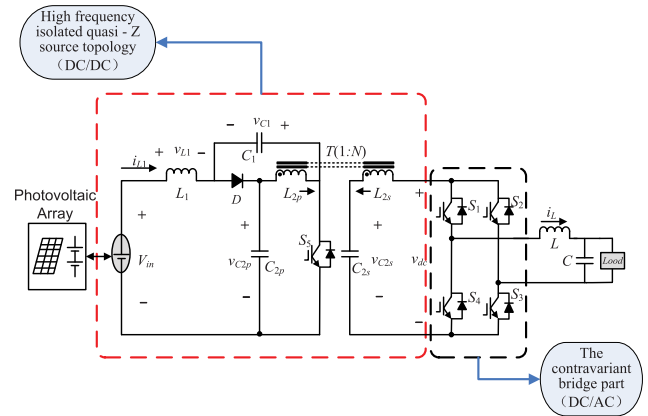 High frequency
isolated quasi - Z
source topology
（DC/DC）
Photovoltaic
Array
iL1
+ vL1 −
L1
− vC1 +
C1
D
T(1:N)
L2p
L2s
+
Vin
−
+
vC2p
−
C2p
S5
C2s
+
vC2s
−
+
vdc
−
S1
S2
S4
S3
iL
L
C
Lood
The
contravariant
bridge part
（DC/AC）